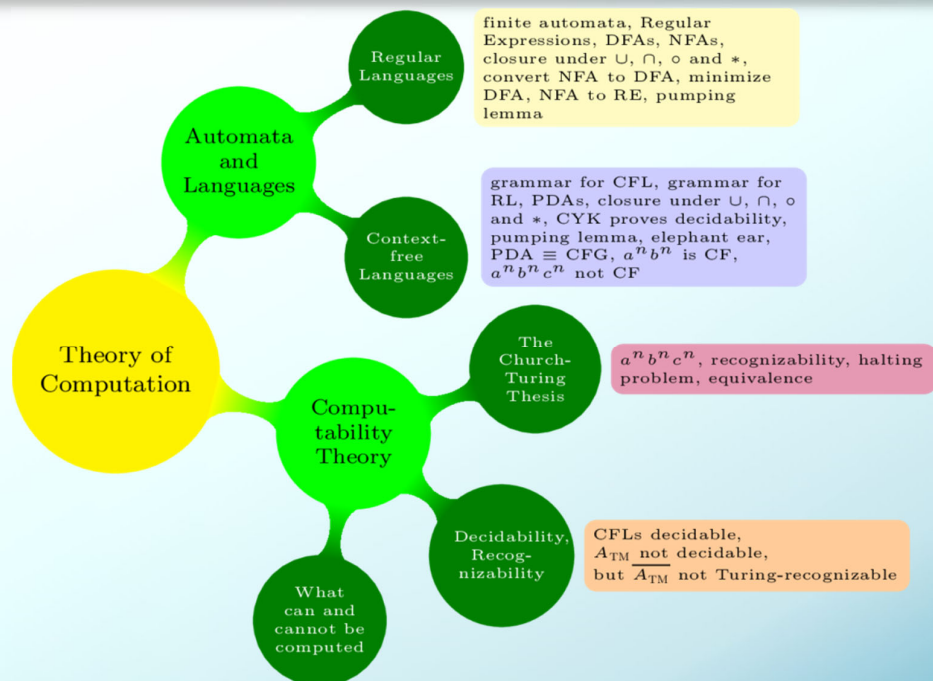 Regular
Languages
finite automata, Regular
Expressions, DFAs, NFAs,
closure under ∪, ∩, ∘ and ∗,
convert NFA to DFA, minimize
DFA, NFA to RE, pumping
lemma
Automata
and
Languages
Context-
free
Languages
grammar for CFL, grammar for
RL, PDAs, closure under ∪, ∩, ∘
and ∗, CYK proves decidability,
pumping lemma, elephant ear,
PDA ≡ CFG, aⁿbⁿ is CF,
aⁿbⁿcⁿ not CF
Theory of
Computation
The
Church-
Turing
Thesis
aⁿbⁿcⁿ, recognizability, halting
problem, equivalence
Compu-
tability
Theory
Decidability,
Recog-
nizability
CFLs decidable,
A_TM not decidable,
but A̅_T̅M̅ not Turing-recognizable
What
can and
cannot be
computed